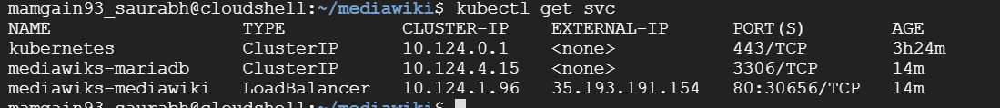 mamgain93_saurabh@cloudshell:~/mediawiki$ kubectl get svc
NAME TYPE CLUSTER-IP EXTERNAL-IP PORT(S) AGE
kubernetes ClusterIP 10.124.0.1 <none> 443/TCP 3h24m
mediawiks-mariadb ClusterIP 10.124.4.15 <none> 3306/TCP 14m
mediawiks-mediawiki LoadBalancer 10.124.1.96 35.193.191.154 80:30656/TCP 14m
mamgain93_saurabh@cloudshell:~/mediawiki$